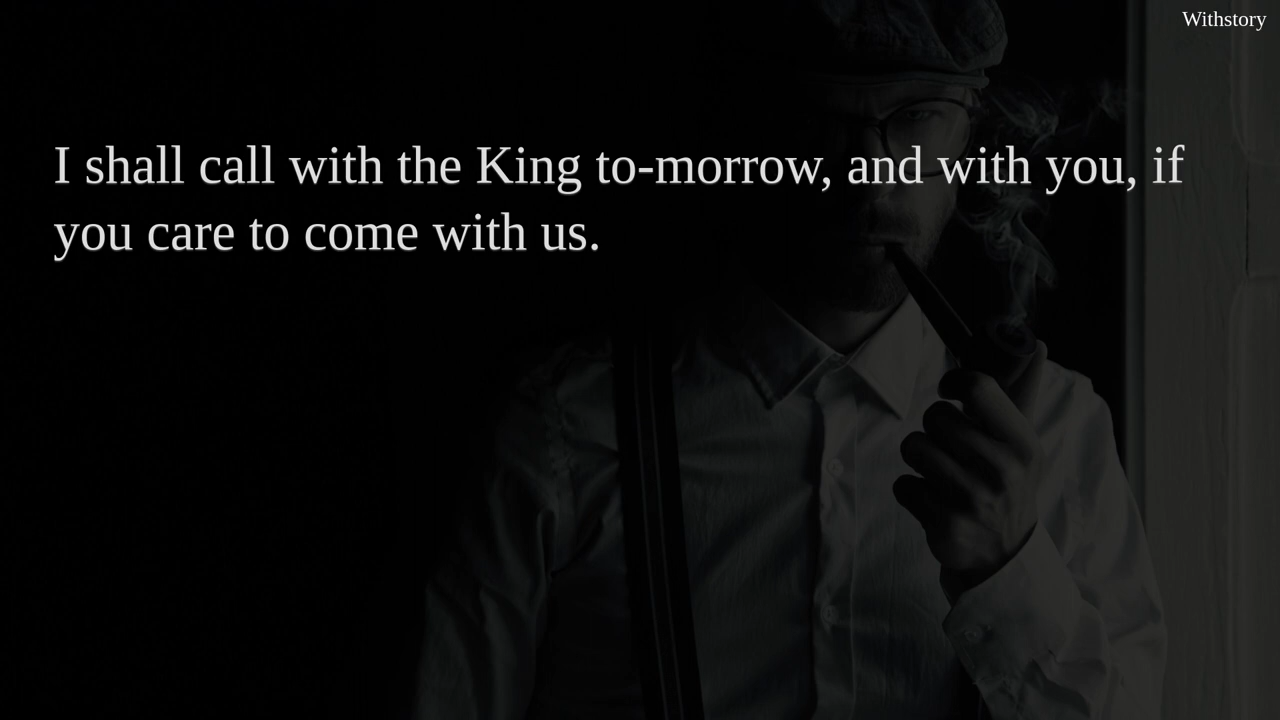 Withstory
I shall call with the King to-morrow, and with you, if
you care to come with us.